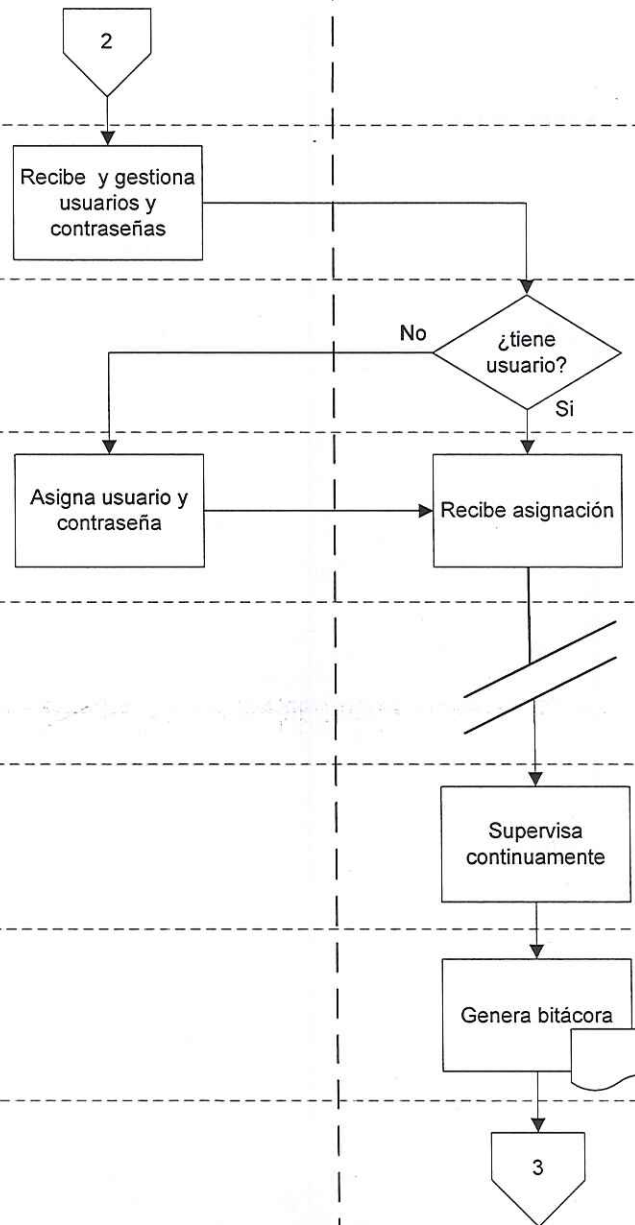 2
Recibe y gestiona
usuarios y
contraseñas
¿tiene
usuario?
No
Si
Asigna usuario y
contraseña
Recibe asignación
Supervisa
continuamente
Genera bitácora
3